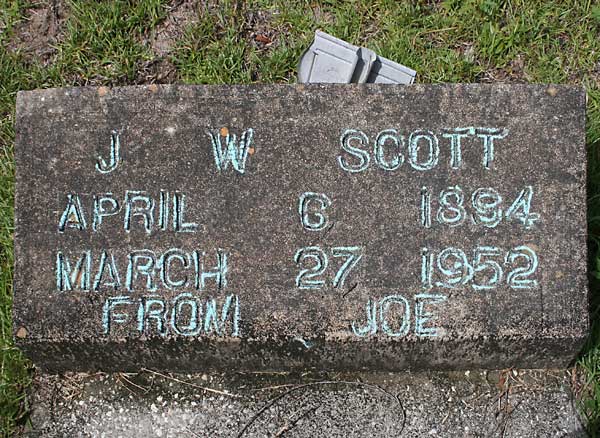 J W SCOTT
APRIL 6 1894
MARCH 27 1952
FROM JOE